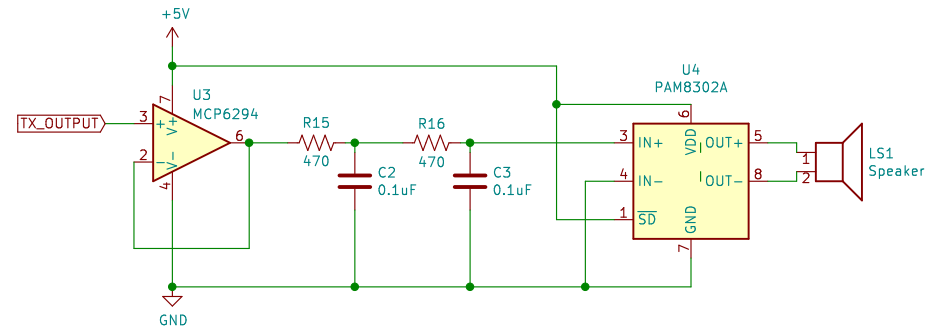 +5V
U4
PAM8302A
U3
MCP6294
7
V+
TX_OUTPUT
3
+
6
2
-
V-
4
R15
470
R16
470
C2
0.1uF
C3
0.1uF
6
VDD
3
IN+
OUT+
5
4
IN-
OUT-
8
1
SD
GND
7
1
2
LS1
Speaker
GND